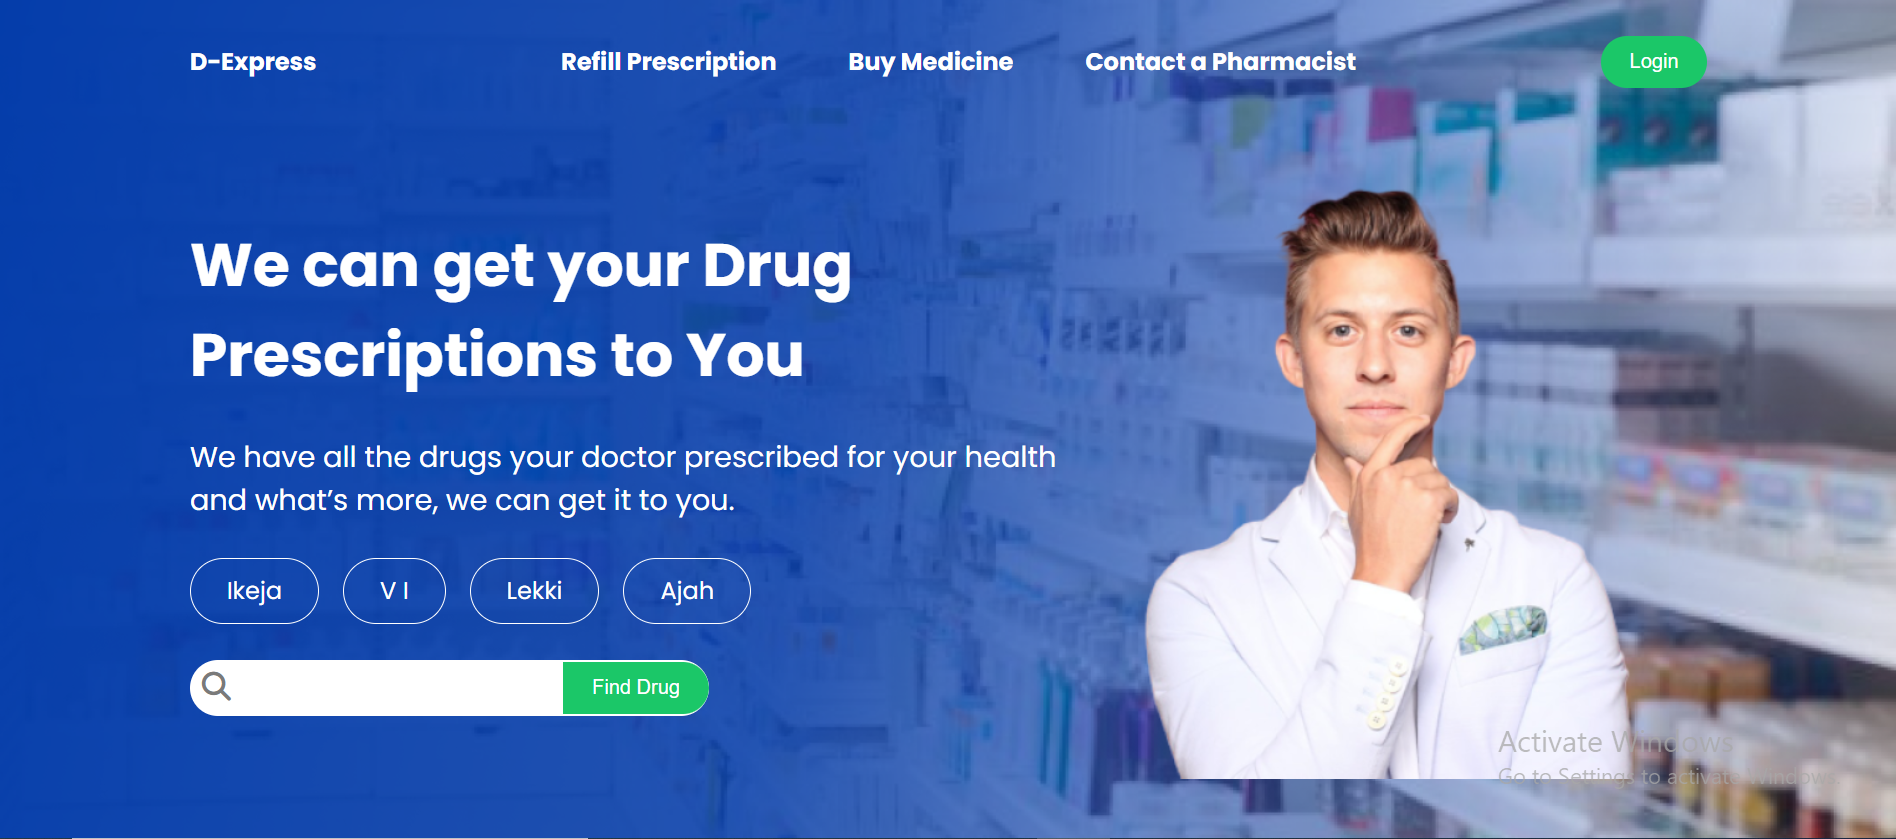 D-Express
Refill Prescription
Buy Medicine
Contact a Pharmacist
Login
We can get your Drug
Prescriptions to You
We have all the drugs your doctor prescribed for your health
and what’s more, we can get it to you.
Ikeja
V I
Lekki
Ajah
Find Drug
Activate Windows
Go to Settings to activate Windows